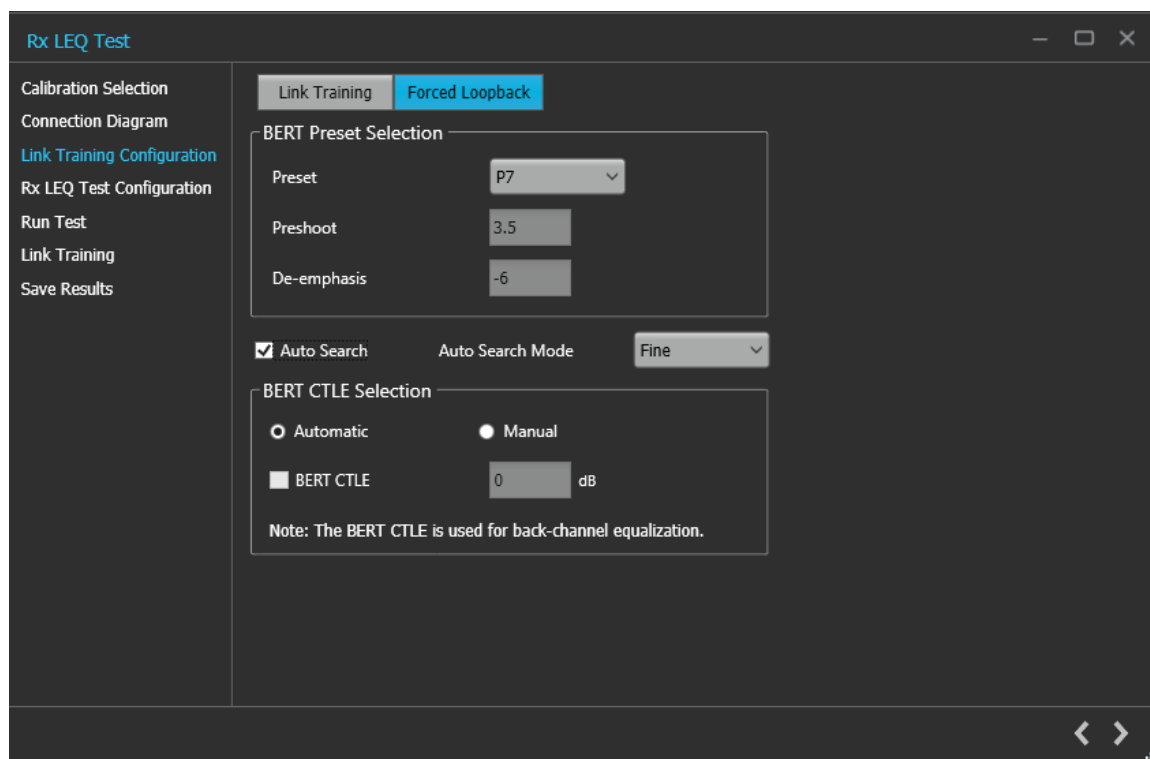 Rx LEQ Test
Calibration Selection
Connection Diagram
Link Training Configuration
Rx LEQ Test Configuration
Run Test
Link Training
Save Results
Link Training
Forced Loopback
BERT Preset Selection
Preset P7
Preshoot 3.5
De-emphasis -6
Auto Search Auto Search Mode Fine
BERT CTLE Selection
Automatic Manual
BERT CTLE 0 dB
Note: The BERT CTLE is used for back-channel equalization.